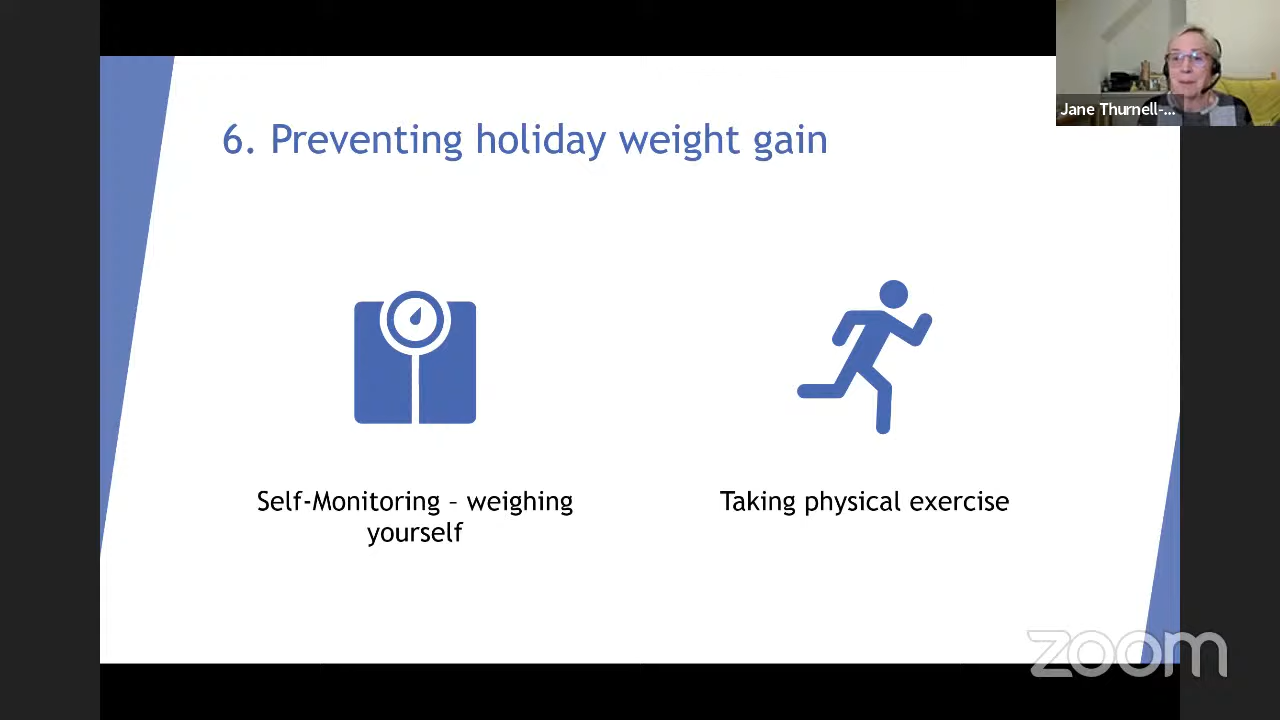 Jane Thurnell-...
6. Preventing holiday weight gain
Self-Monitoring – weighing
yourself
Taking physical exercise
zoom